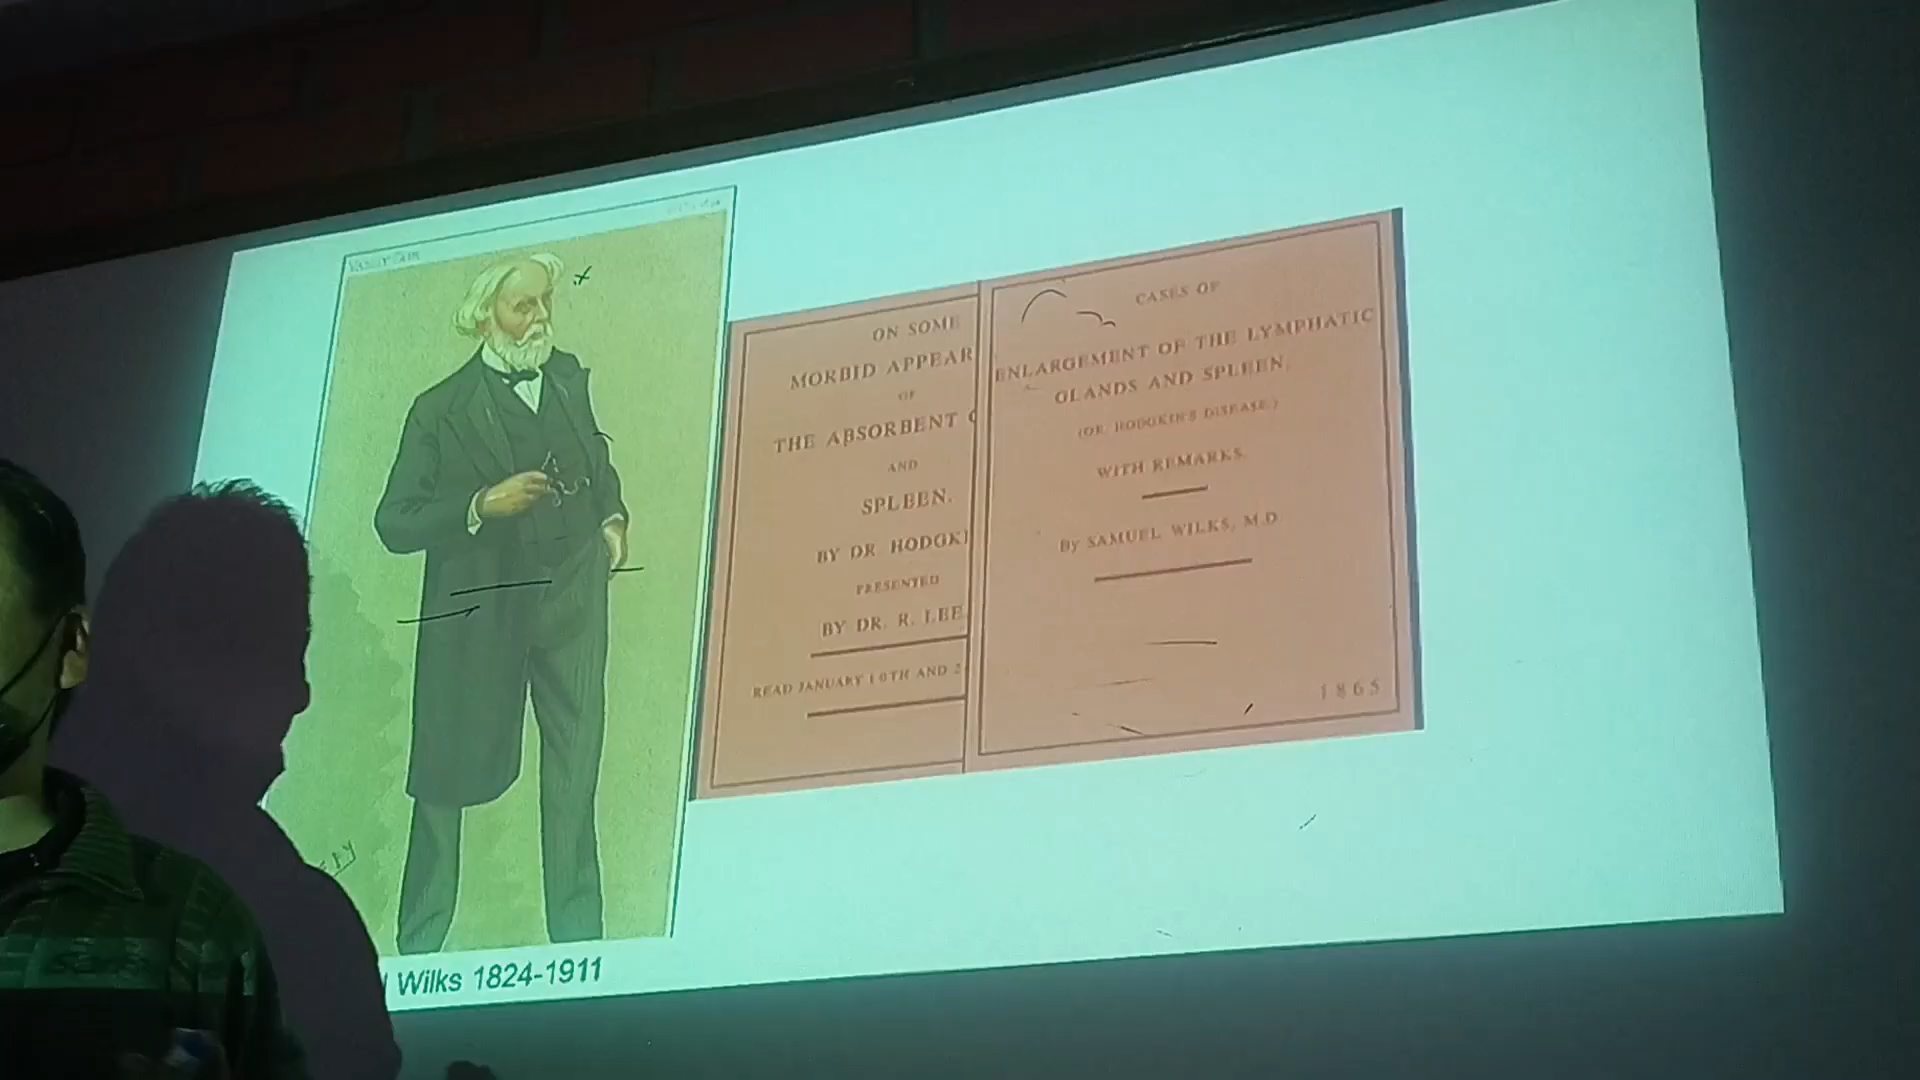 VANITY FAIR
ON SOME
MORBID APPEAR
OF
THE ABSORBENT
AND
SPLEEN.
BY DR HODGKI
PRESENTED
BY DR. R. LEE
READ JANUARY 10TH AND 2
CASES OF
ENLARGEMENT OF THE LYMPHATIC
GLANDS AND SPLEEN,
(OR, HODGKIN'S DISEASE,)
WITH REMARKS.
By SAMUEL WILKS, M.D.
1865
Wilks 1824-1911